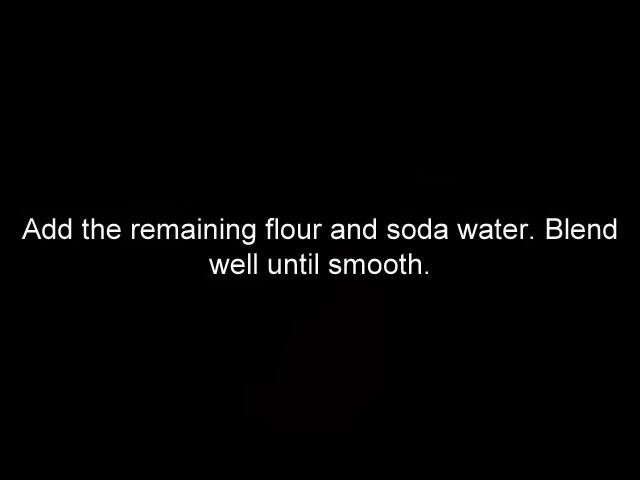 Add the remaining flour and soda water. Blend
well until smooth.